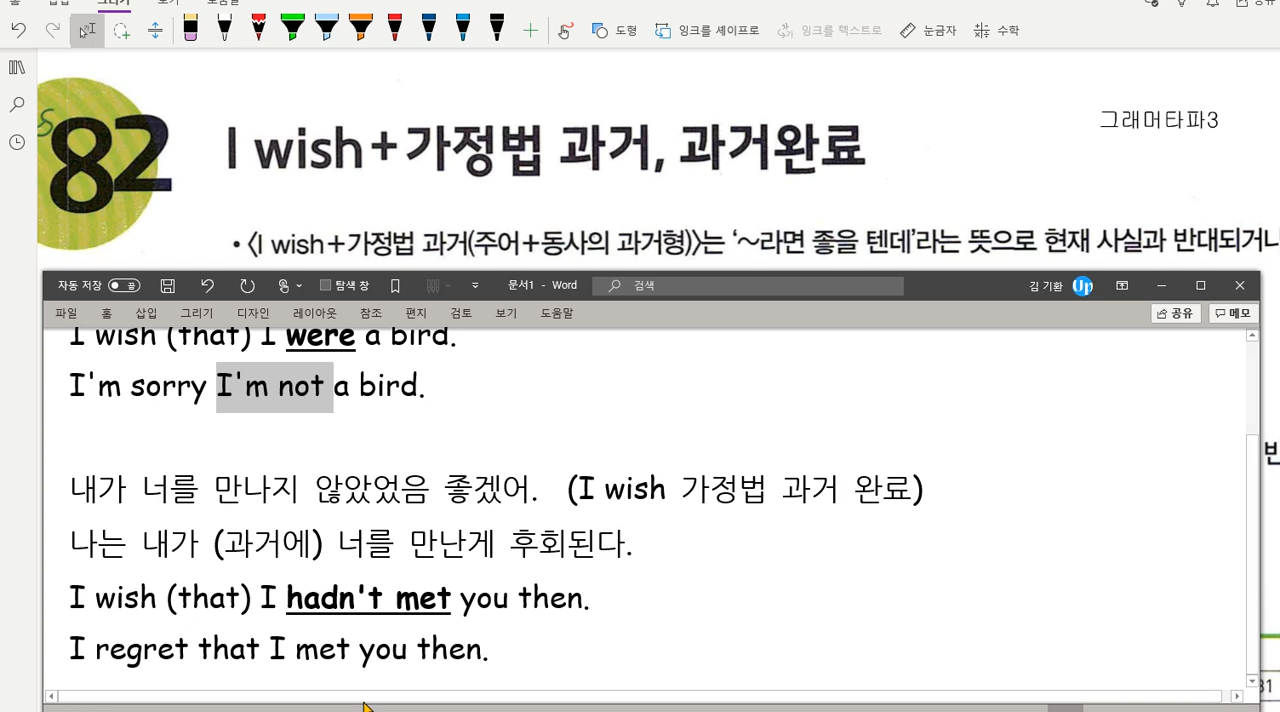 도형
잉크를 셰이프로
잉크를 텍스트로
눈금자
수학
82
I wish+가정법 과거, 과거완료
그래머타파3
• 〈I wish+가정법 과거(주어+동사의 과거형)〉는 '~라면 좋을 텐데'라는 뜻으로 현재 사실과 반대되거나
자동 저장 끔
탐색 창
문서1 - Word
검색
김 기환
Up
파일 홈 삽입 그리기 디자인 레이아웃 참조 편지 검토 보기 도움말
공유
메모
I wish (that) I were a bird.
I'm sorry I'm not a bird.
내가 너를 만나지 않았었음 좋겠어. (I wish 가정법 과거 완료)
나는 내가 (과거에) 너를 만난게 후회된다.
I wish (that) I hadn't met you then.
I regret that I met you then.